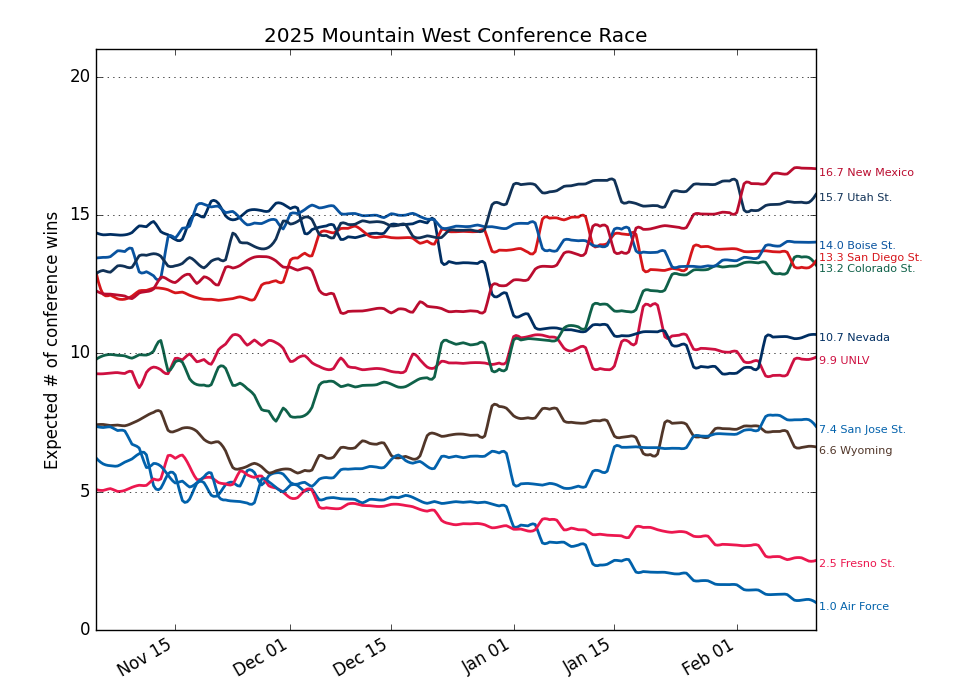 2025 Mountain West Conference Race
Expected # of conference wins
20
15
10
5
0
16.7 New Mexico
15.7 Utah St.
14.0 Boise St.
13.3 San Diego St.
13.2 Colorado St.
10.7 Nevada
9.9 UNLV
7.4 San Jose St.
6.6 Wyoming
2.5 Fresno St.
1.0 Air Force
Nov 15
Dec 01
Dec 15
Jan 01
Jan 15
Feb 01